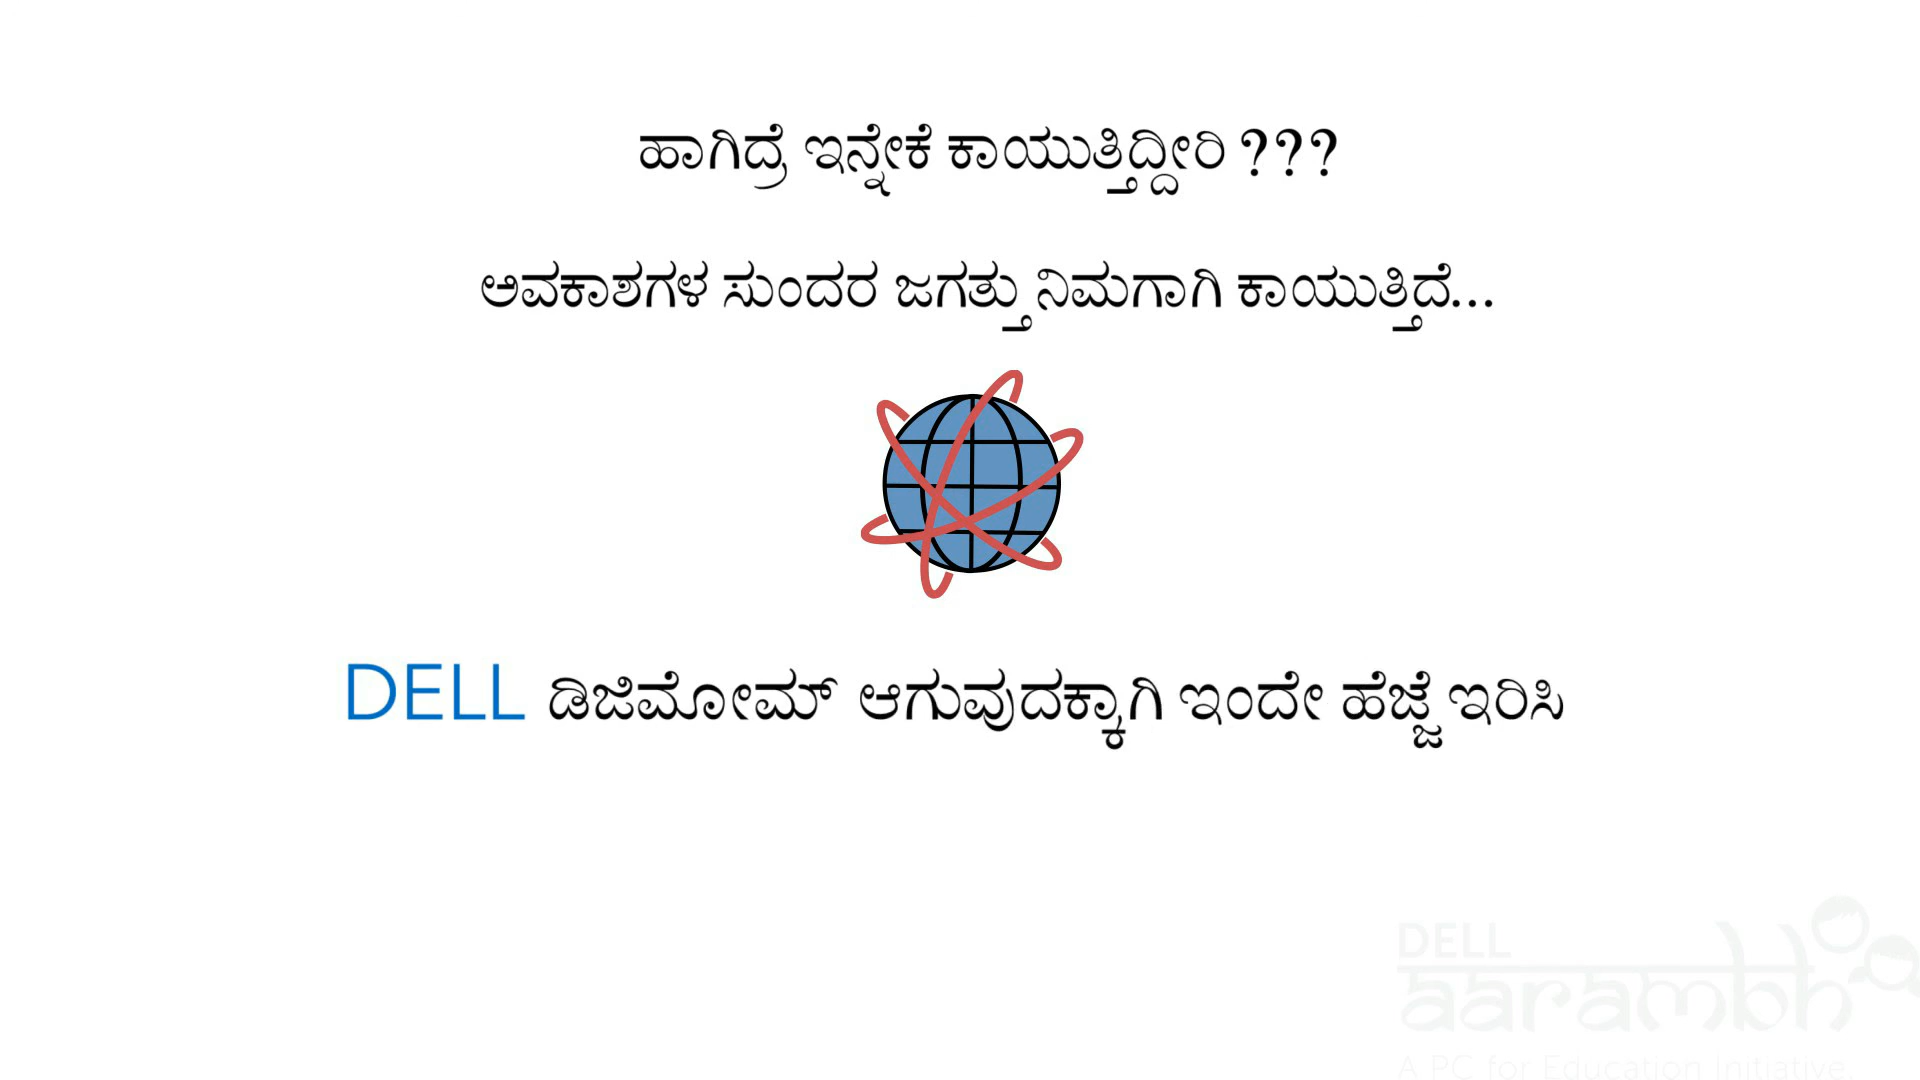 ಹಾಗಿದ್ರೆ ಇನ್ನೇಕೆ ಕಾಯುತ್ತಿದ್ದೀರಿ ???
ಅವಕಾಶಗಳ ಸುಂದರ ಜಗತ್ತು ನಿಮಗಾಗಿ ಕಾಯುತ್ತಿದೆ...
DELL ಡಿಜಿಮೋಮ್ ಆಗುವುದಕ್ಕಾಗಿ ಇಂದೇ ಹೆಜ್ಜೆ ಇರಿಸಿ
DELL
aarambh
A PC for Education Initiative.